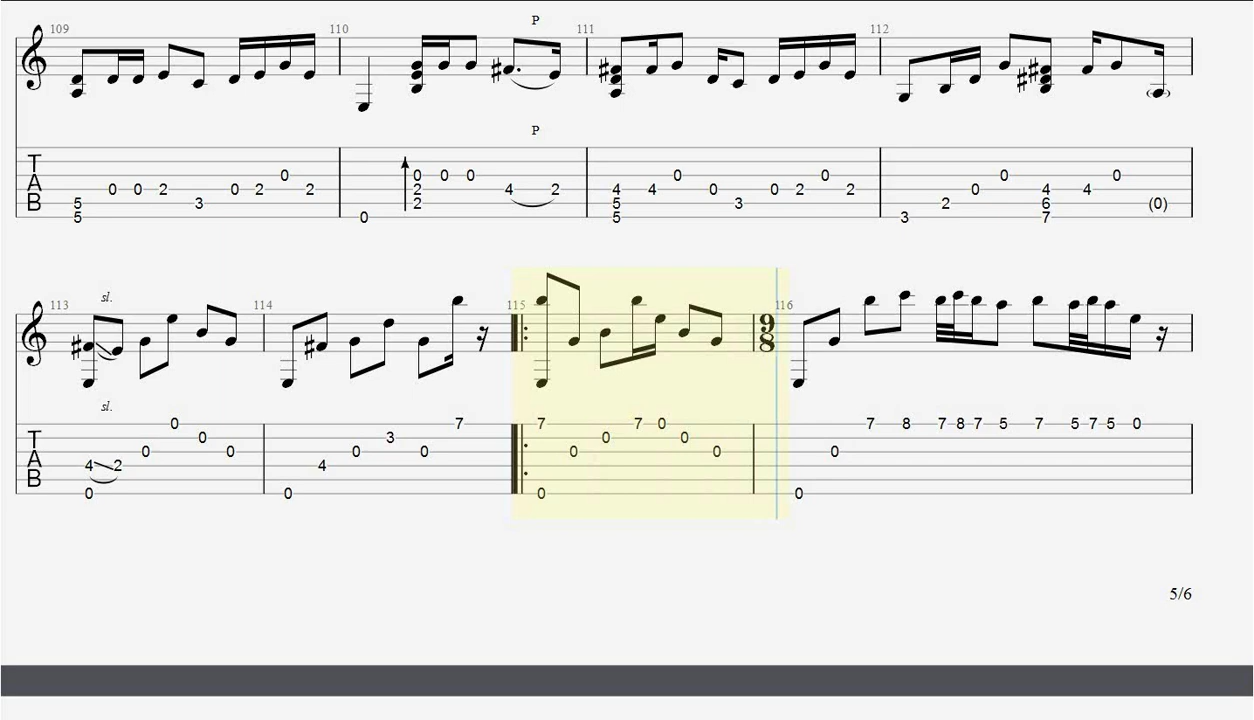 P
109 110 111 112
P
T
A
B
0 0 0 0 0
0 0 2 0 2 2 2 4 2 4 4 0 0 2 2 0 4 4
5 3 2 5 3 2 6 (0)
5 0 5 3 7
sl.
113 114 115 116
9
8
sl.
T
A
B
0 7 7 7 0 7 8 7 8 7 5 7 5 7 5 0
0 3 0 0
0 0 0 0 0 0 0
4 2 4
0 0 0 0
5/6